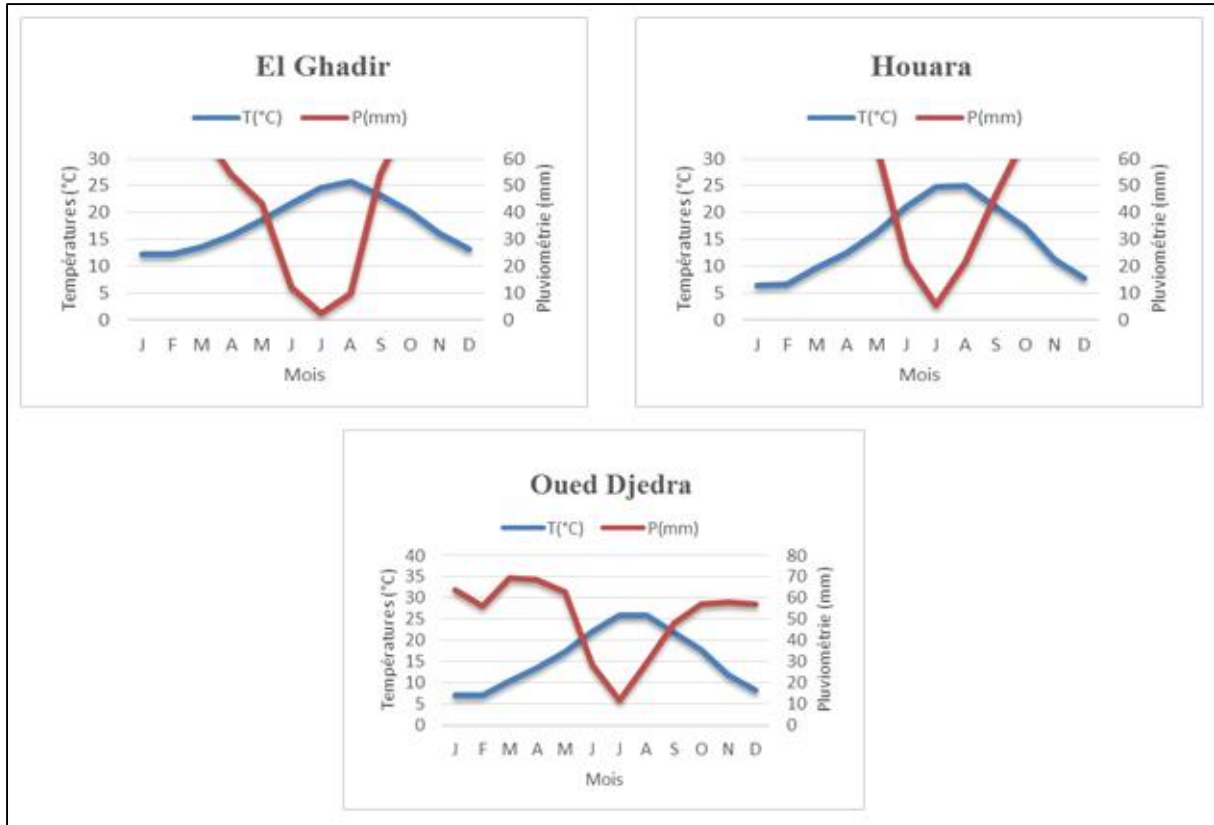 El Ghadir
T(°C) P(mm)
Températures (°C)
30
25
20
15
10
5
0
60
50
40
30
20
10
0
Pluviométrie (mm)
J F M A M J J A S O N D
Mois
Houara
T(°C) P(mm)
Températures (°C)
30
25
20
15
10
5
0
60
50
40
30
20
10
0
Pluviométrie (mm)
J F M A M J J A S O N D
Mois
Oued Djedra
T(°C) P(mm)
Températures (°C)
40
35
30
25
20
15
10
5
0
80
70
60
50
40
30
20
10
0
Pluviométrie (mm)
J F M A M J J A S O N D
Mois